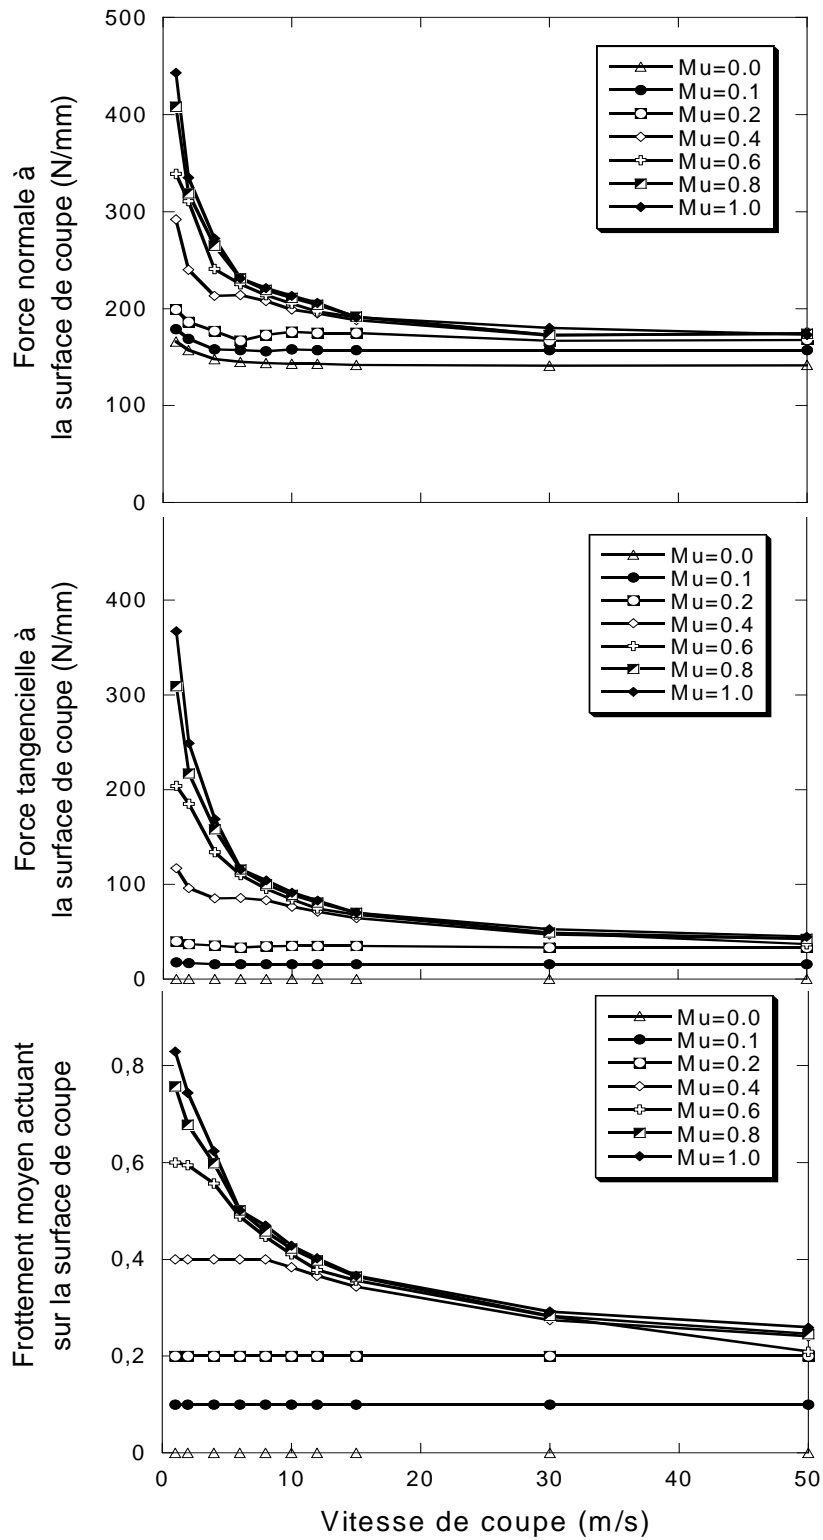 500
400
300
200
100
0
Force normale à
la surface de coupe (N/mm)
Mu=0.0
Mu=0.1
Mu=0.2
Mu=0.4
Mu=0.6
Mu=0.8
Mu=1.0
400
300
200
100
0
Force tangencielle à
la surface de coupe (N/mm)
Mu=0.0
Mu=0.1
Mu=0.2
Mu=0.4
Mu=0.6
Mu=0.8
Mu=1.0
0,8
0,6
0,4
0,2
0
Frottement moyen actuant
sur la surface de coupe
Mu=0.0
Mu=0.1
Mu=0.2
Mu=0.4
Mu=0.6
Mu=0.8
Mu=1.0
0 10 20 30 40 50
Vitesse de coupe (m/s)